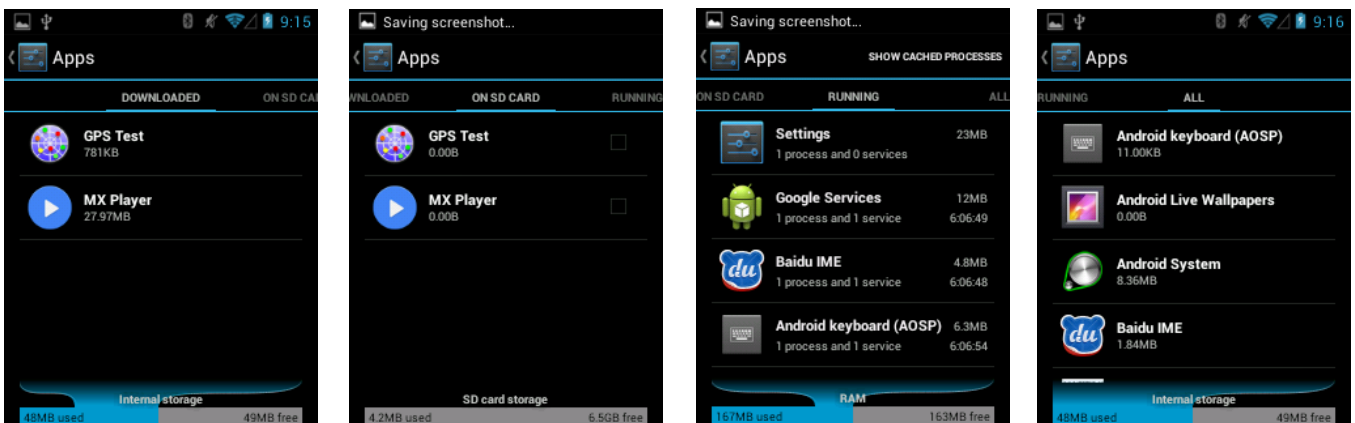 9:15
Apps
DOWNLOADED ON SD CA
GPS Test
781KB
MX Player
27.97MB
Internal storage
48MB used 49MB free
Saving screenshot...
Apps
WNLOADED ON SD CARD RUNNING
GPS Test
0.00B
MX Player
0.00B
SD card storage
4.2MB used 6.5GB free
Saving screenshot...
Apps SHOW CACHED PROCESSES
ON SD CARD RUNNING ALL
Settings 23MB
1 process and 0 services
Google Services 12MB
1 process and 1 service 6:06:49
du Baidu IME 4.8MB
1 process and 1 service 6:06:48
Android keyboard (AOSP) 6.3MB
1 process and 1 service 6:06:54
RAM
167MB used 163MB free
9:16
Apps
RUNNING ALL
Android keyboard (AOSP)
11.00KB
Android Live Wallpapers
0.00B
Android System
8.36MB
du Baidu IME
1.84MB
Internal storage
48MB used 49MB free